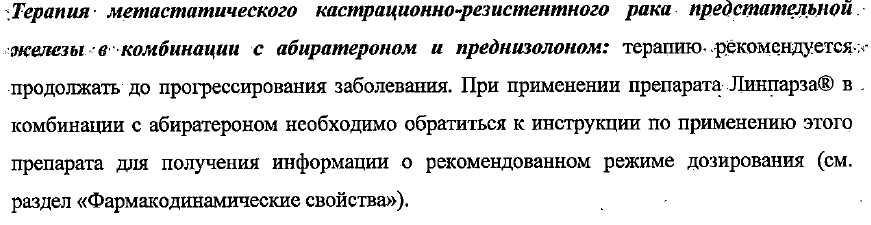 Терапия метастатического кастрационно-резистентного рака предстательной
железы в комбинации с абиратероном и преднизолоном: терапию рекомендуется
продолжать до прогрессирования заболевания. При применении препарата Линпарза® в
комбинации с абиратероном необходимо обратиться к инструкции по применению этого
препарата для получения информации о рекомендованном режиме дозирования (см.
раздел «Фармакодинамические свойства»).